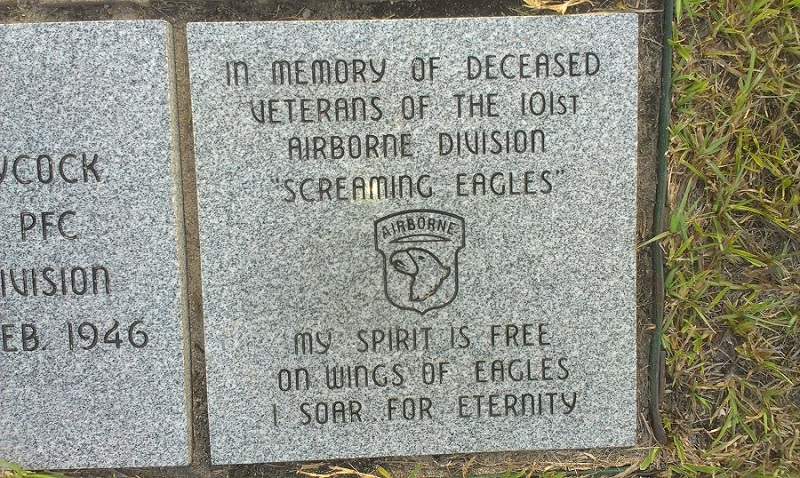 YCOCK
PFC
IVISION
EB. 1946
IN MEMORY OF DECEASED
VETERANS OF THE 101ST
AIRBORNE DIVISION
"SCREAMING EAGLES"
AIRBORNE
MY SPIRIT IS FREE
ON WINGS OF EAGLES
I SOAR..FOR ETERNITY